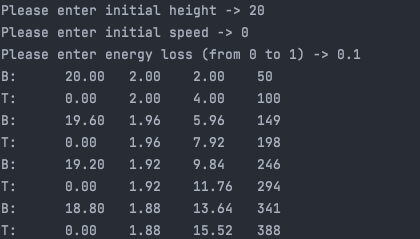 Please enter initial height -> 20
Please enter initial speed -> 0
Please enter energy loss (from 0 to 1) -> 0.1
B: 20.00 2.00 2.00 50
T: 0.00 2.00 4.00 100
B: 19.60 1.96 5.96 149
T: 0.00 1.96 7.92 198
B: 19.20 1.92 9.84 246
T: 0.00 1.92 11.76 294
B: 18.80 1.88 13.64 341
T: 0.00 1.88 15.52 388